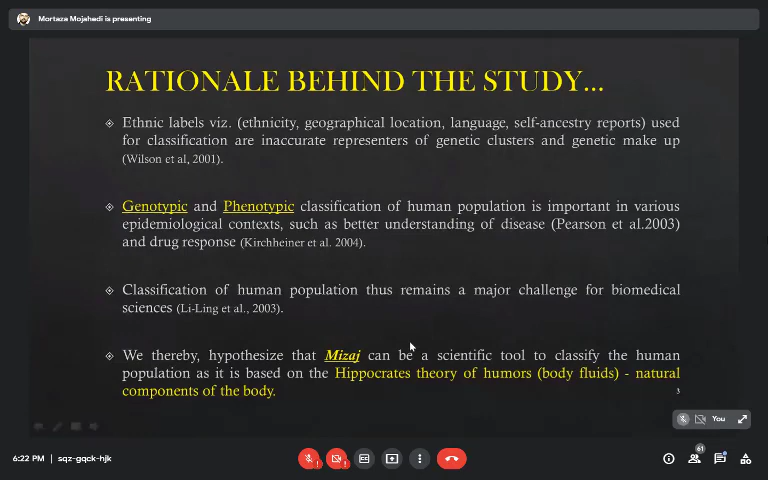 Mortaza Mojahedi is presenting
RATIONALE BEHIND THE STUDY...
Ethnic labels viz. (ethnicity, geographical location, language, self-ancestry reports) used
for classification are inaccurate representers of genetic clusters and genetic make up
(Wilson et al, 2001).
Genotypic and Phenotypic classification of human population is important in various
epidemiological contexts, such as better understanding of disease (Pearson et al.2003)
and drug response (Kirchheiner et al. 2004).
Classification of human population thus remains a major challenge for biomedical
sciences (Li-Ling et al., 2003).
We thereby, hypothesize that Mizaj can be a scientific tool to classify the human
population as it is based on the Hippocrates theory of humors (body fluids) - natural
components of the body.
3
You
61
6:22 PM | sqz-gqck-hjk